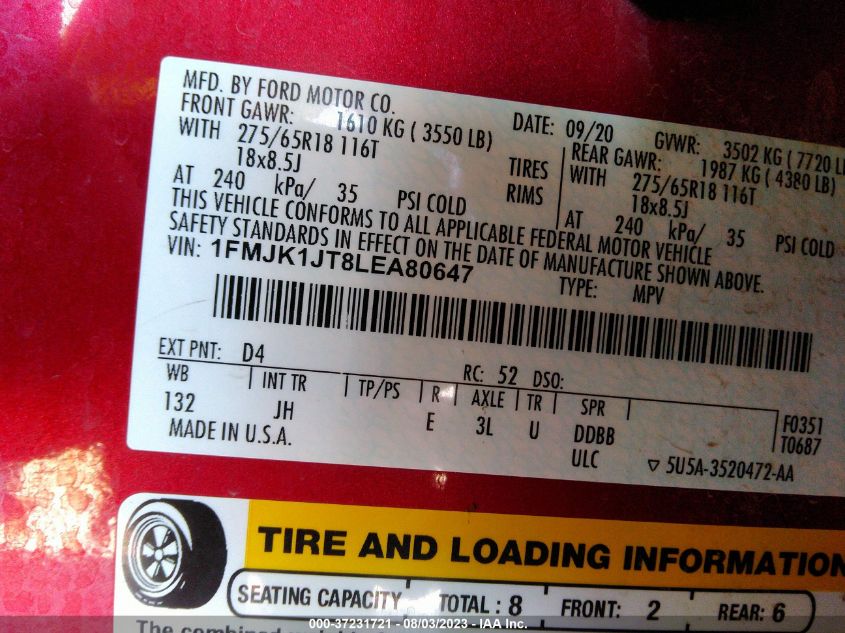 MFD. BY FORD MOTOR CO.
DATE: 09/20 GVWR: 3502 KG ( 7720
FRONT GAWR: 1610 KG ( 3550 LB)
REAR GAWR: 1987 KG ( 4380 LB)
WITH 275/65R18 116T TIRES WITH 275/65R18 116T
18x8.5J RIMS 18x8.5J
AT 240 kPa/ 35 PSI COLD AT 240 kPa/ 35 PSI COLD
THIS VEHICLE CONFORMS TO ALL APPLICABLE FEDERAL MOTOR VEHICLE
SAFETY STANDARDS IN EFFECT ON THE DATE OF MANUFACTURE SHOWN ABOVE.
VIN: 1FMJK1JT8LEA80647
TYPE: MPV
EXT PNT: D4 RC: 52 DSO:
WB INT TR TP/PS R AXLE TR SPR
132 JH E 3L U DDBB
F0351
T0687
MADE IN U.S.A. ULC
▽ 5U5A-3520472-AA
TIRE AND LOADING INFORMATION
SEATING CAPACITY TOTAL : 8 FRONT: 2 REAR: 6
The combined
000-37231721 - 08/03/2023 - IAA Inc.